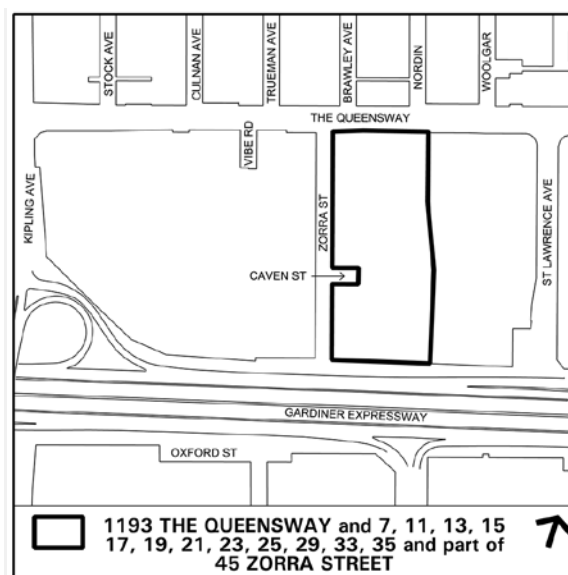 STOCK AVE
CULNAN AVE
TRUEMAN AVE
BRAWLEY AVE
NORDIN
WOOLGAR
THE QUEENSWAY
VIBE RD
KIPLING AVE
ZORRA ST
ST LAWRENCE AVE
CAVEN ST
GARDINER EXPRESSWAY
OXFORD ST
1193 THE QUEENSWAY and 7, 11, 13, 15
17, 19, 21, 23, 25, 29, 33, 35 and part of
45 ZORRA STREET